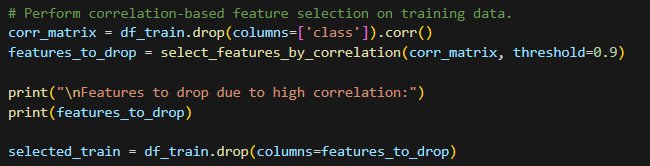 # Perform correlation-based feature selection on training data.
corr_matrix = df_train.drop(columns=['class']).corr()
features_to_drop = select_features_by_correlation(corr_matrix, threshold=0.9)
print("\nFeatures to drop due to high correlation:")
print(features_to_drop)
selected_train = df_train.drop(columns=features_to_drop)